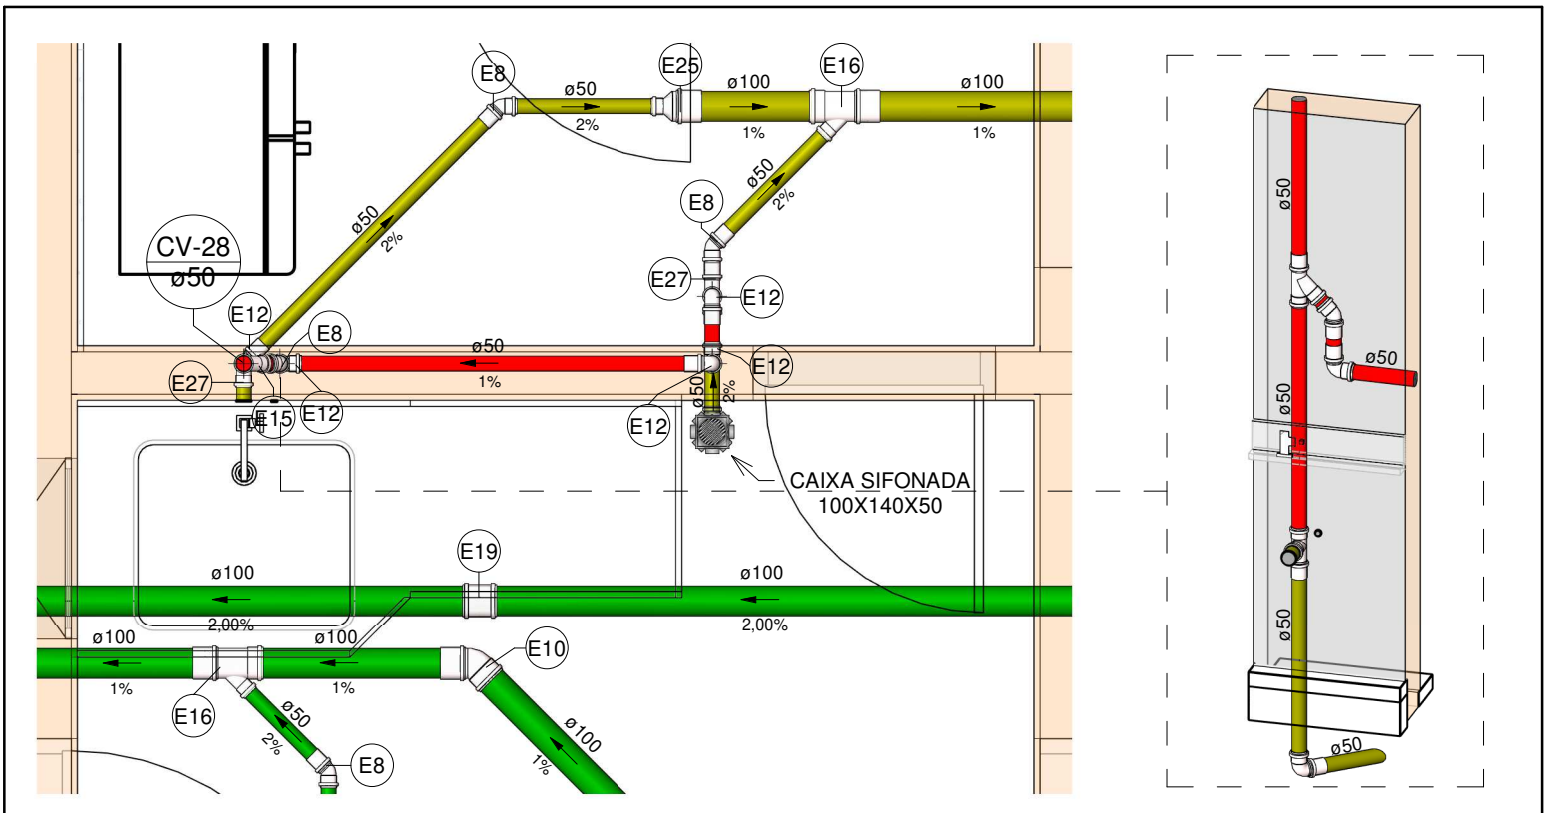 E8
ø50
2%
E25
ø100
1%
E16
ø100
1%
ø50
2%
ø50
2%
E8
CV-28
ø50
E12
E8
E27
E12
ø50
1%
E27
E15
E12
E12
E12
ø50
2%
CAIXA SIFONADA
100X140X50
E19
ø100
2,00%
ø100
2,00%
ø100
1%
ø100
1%
E10
E16
ø50
2%
E8
ø100
1%
ø50
ø50
ø50
ø50
ø50